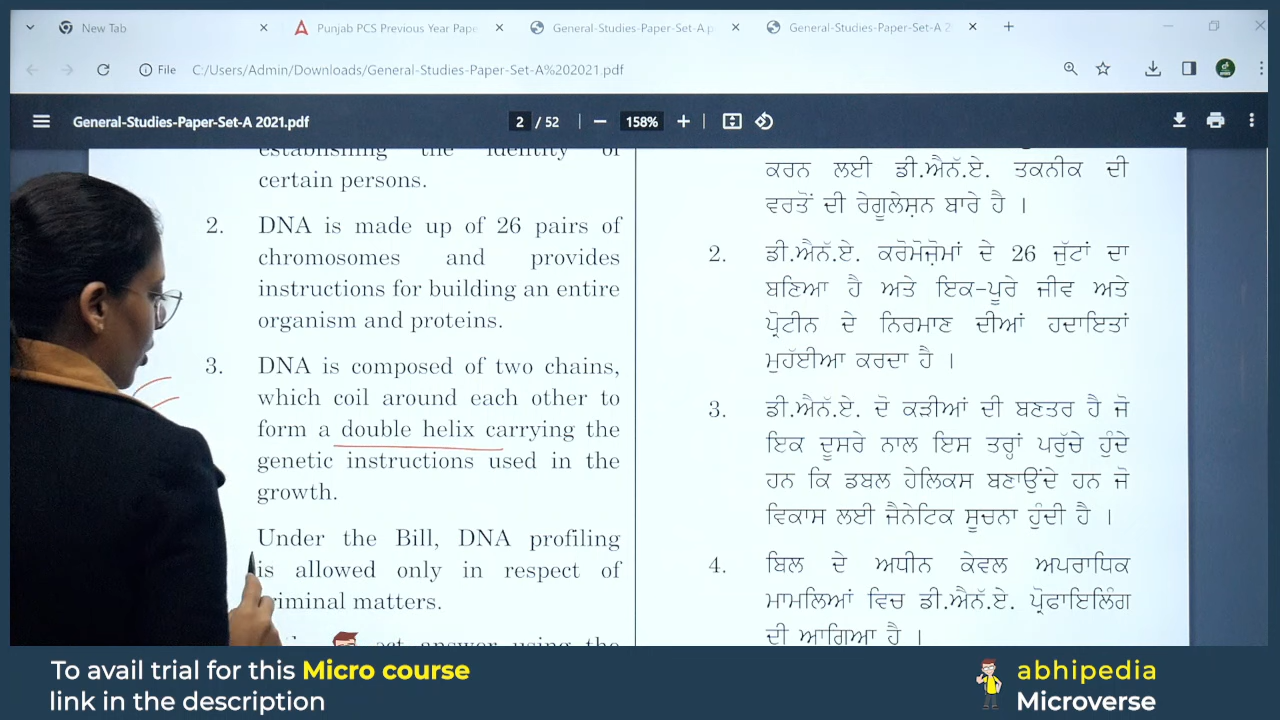 New Tab
Punjab PCS Previous Year Pape
General-Studies-Paper-Set-A.p
General-Studies-Paper-Set-A 2
File C:/Users/Admin/Downloads/General-Studies-Paper-Set-A%202021.pdf
General-Studies-Paper-Set-A 2021.pdf
2 / 52
158%
establishing the identity of
certain persons.
2. DNA is made up of 26 pairs of
chromosomes and provides
instructions for building an entire
organism and proteins.
3. DNA is composed of two chains,
which coil around each other to
form a double helix carrying the
genetic instructions used in the
growth.
Under the Bill, DNA profiling
is allowed only in respect of
criminal matters.
answer using the
ਕਰਨ ਲਈ ਡੀ.ਐਨੱ.ਏ. ਤਕਨੀਕ ਦੀ
ਵਰਤੋਂ ਦੀ ਰੇਗੂਲੇਸ਼ਨ ਬਾਰੇ ਹੈ ।
2. ਡੀ.ਐਨੱ.ਏ. ਕਰੋਮੋਜ਼ੋਮਾਂ ਦੇ 26 ਜੁੱਟਾਂ ਦਾ
ਬਣਿਆ ਹੈ ਅਤੇ ਇਕ-ਪੂਰੇ ਜੀਵ ਅਤੇ
ਪ੍ਰੋਟੀਨ ਦੇ ਨਿਰਮਾਣ ਦੀਆਂ ਹਦਾਇਤਾਂ
ਮੁਹੱਈਆ ਕਰਦਾ ਹੈ ।
3. ਡੀ.ਐਨੱ.ਏ. ਦੋ ਕੜੀਆਂ ਦੀ ਬਣਤਰ ਹੈ ਜੋ
ਇਕ ਦੂਸਰੇ ਨਾਲ ਇਸ ਤਰ੍ਹਾਂ ਪਰੁੱਚੇ ਹੁੰਦੇ
ਹਨ ਕਿ ਡਬਲ ਹੇਲਿਕਸ ਬਣਾਉਂਦੇ ਹਨ ਜੋ
ਵਿਕਾਸ ਲਈ ਜੈਨੇਟਿਕ ਸੂਚਨਾ ਹੁੰਦੀ ਹੈ ।
4. ਬਿਲ ਦੇ ਅਧੀਨ ਕੇਵਲ ਅਪਰਾਧਿਕ
ਮਾਮਲਿਆਂ ਵਿਚ ਡੀ.ਐਨੱ.ਏ. ਪ੍ਰੋਫਾਇਲਿੰਗ
ਦੀ ਆਗਿਆ ਹੈ ।
To avail trial for this Micro course
link in the description
abhipedia
Microverse